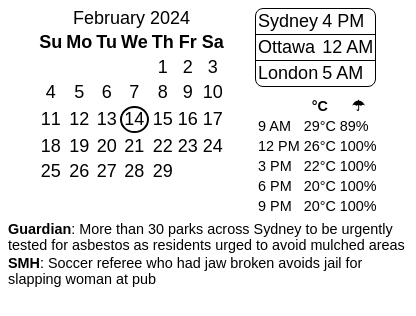 February 2024
Su Mo Tu We Th Fr Sa
1 2 3
4 5 6 7 8 9 10
11 12 13 14 15 16 17
18 19 20 21 22 23 24
25 26 27 28 29
Sydney 4 PM
Ottawa 12 AM
London 5 AM
°C ☂
9 AM 29°C 89%
12 PM 26°C 100%
3 PM 22°C 100%
6 PM 20°C 100%
9 PM 20°C 100%
Guardian: More than 30 parks across Sydney to be urgently
tested for asbestos as residents urged to avoid mulched areas
SMH: Soccer referee who had jaw broken avoids jail for
slapping woman at pub